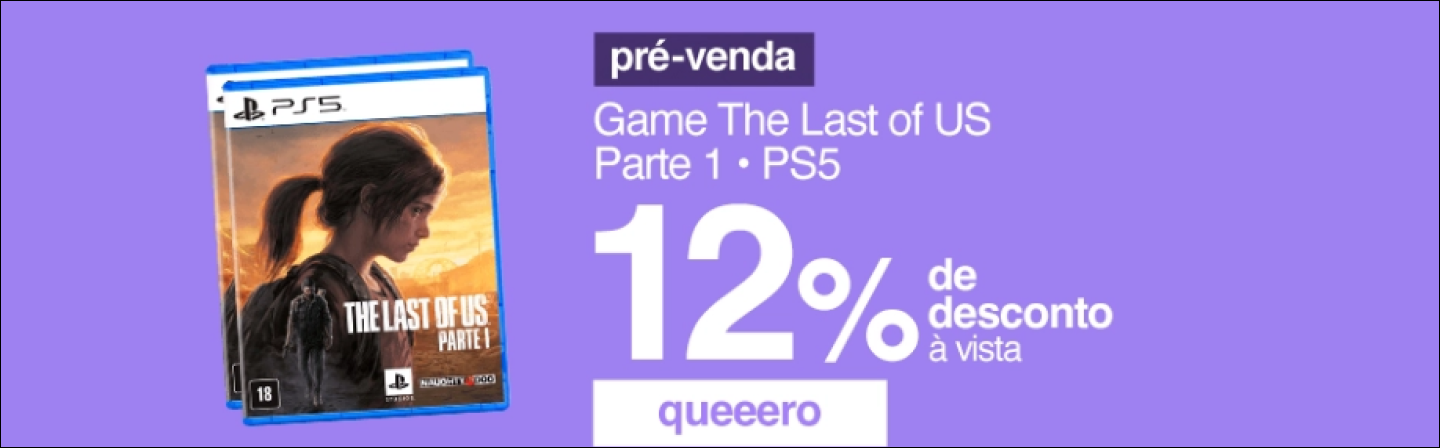 PS5
THE LAST OF US
PARTE I
NAUGHTY DOG
18
pré-venda
Game The Last of US
Parte 1 • PS5
12%
de
desconto
à vista
queeero